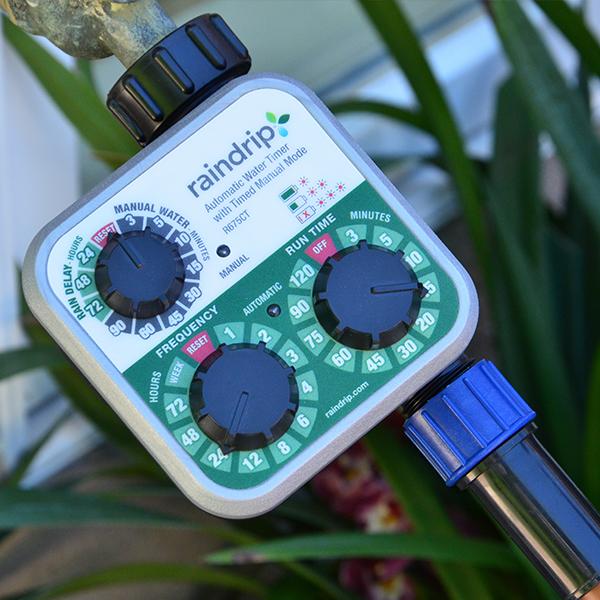 raindrip
Automatic Water Timer
with Timed Manual Mode
R675CT
MANUAL WATER - MINUTES
RESET 3 5 10 15 30 45 60 90
RAIN DELAY - HOURS
24 48 72
MANUAL
RUN TIME MINUTES
OFF 3 5 10 15 20 30 45 60 75 90 120
AUTOMATIC
FREQUENCY
RESET 1 2 3 4 6 8 12 24 48 72 WEEK
HOURS
raindrip.com